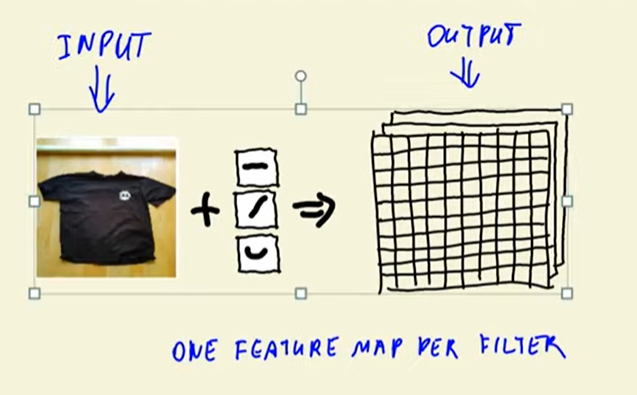 INPUT
OUTPUT
ONE FEATURE MAP PER FILTER